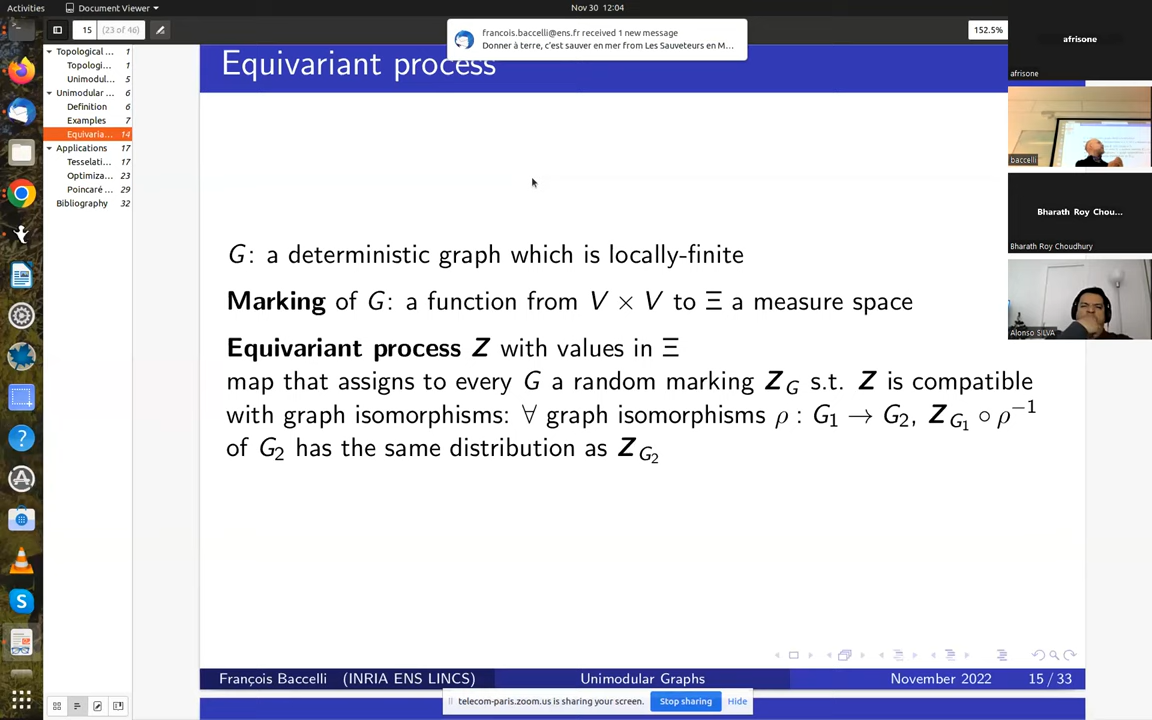 Activities
Document Viewer
Nov 30 12:04
15
(23 of 46)
152.5%
francois.baccelli@ens.fr received 1 new message
Donner à terre, c'est sauver en mer from Les Sauveteurs en M...
Topological ... 1
Topologi... 1
Unimodul... 5
Unimodular ... 6
Definition 6
Examples 7
Equivaria... 14
Applications 17
Tesselati... 17
Optimiza... 23
Poincaré ... 29
Bibliography 32
Equivariant process
G: a deterministic graph which is locally-finite
Marking of G: a function from V × V to Ξ a measure space
Equivariant process Z with values in Ξ
map that assigns to every G a random marking Z_G s.t. Z is compatible
with graph isomorphisms: ∀ graph isomorphisms ρ : G₁ → G₂, Z_G₁ ∘ ρ⁻¹
of G₂ has the same distribution as Z_G₂
François Baccelli (INRIA ENS LINCS)
Unimodular Graphs
November 2022
15 / 33
telecom-paris.zoom.us is sharing your screen.
Stop sharing
Hide
afrisone
afrisone
baccelli
Bharath Roy Chou...
Bharath Roy Choudhury
Alonso SILVA